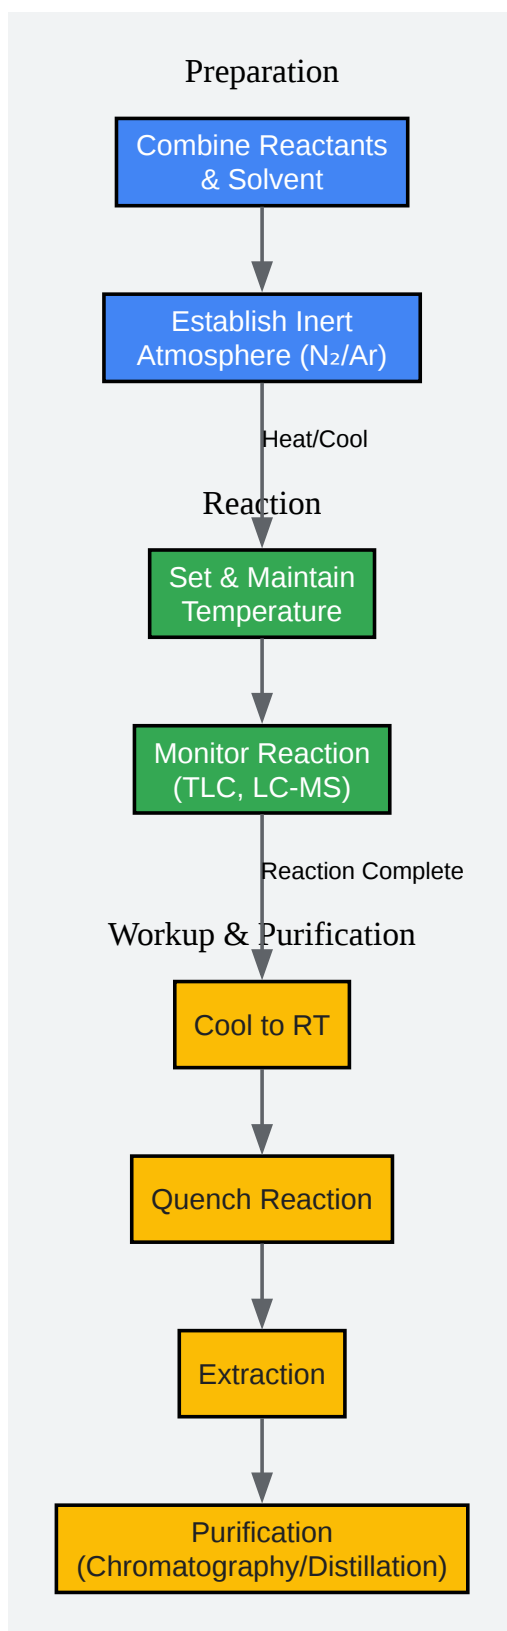 Preparation
Combine Reactants
& Solvent
Establish Inert
Atmosphere (N₂/Ar)
Heat/Cool
Reaction
Set & Maintain
Temperature
Monitor Reaction
(TLC, LC-MS)
Reaction Complete
Workup & Purification
Cool to RT
Quench Reaction
Extraction
Purification
(Chromatography/Distillation)